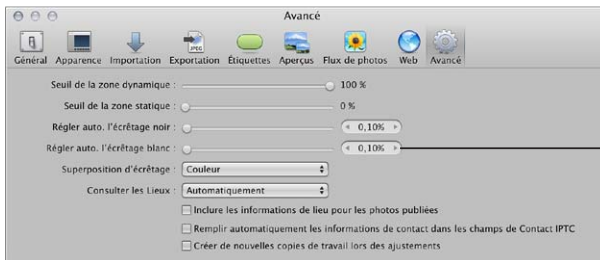 Avancé
JPEG
Général Apparence Importation Exportation Étiquettes Aperçus Flux de photos Web Avancé
Seuil de la zone dynamique : 100 %
Seuil de la zone statique : 0 %
Régler auto. l'écrêtage noir : 0,10%
Régler auto. l'écrêtage blanc : 0,10%
Superposition d'écrêtage : Couleur
Consulter les Lieux : Automatiquement
Inclure les informations de lieu pour les photos publiées
Remplir automatiquement les informations de contact dans les champs de Contact IPTC
Créer de nouvelles copies de travail lors des ajustements